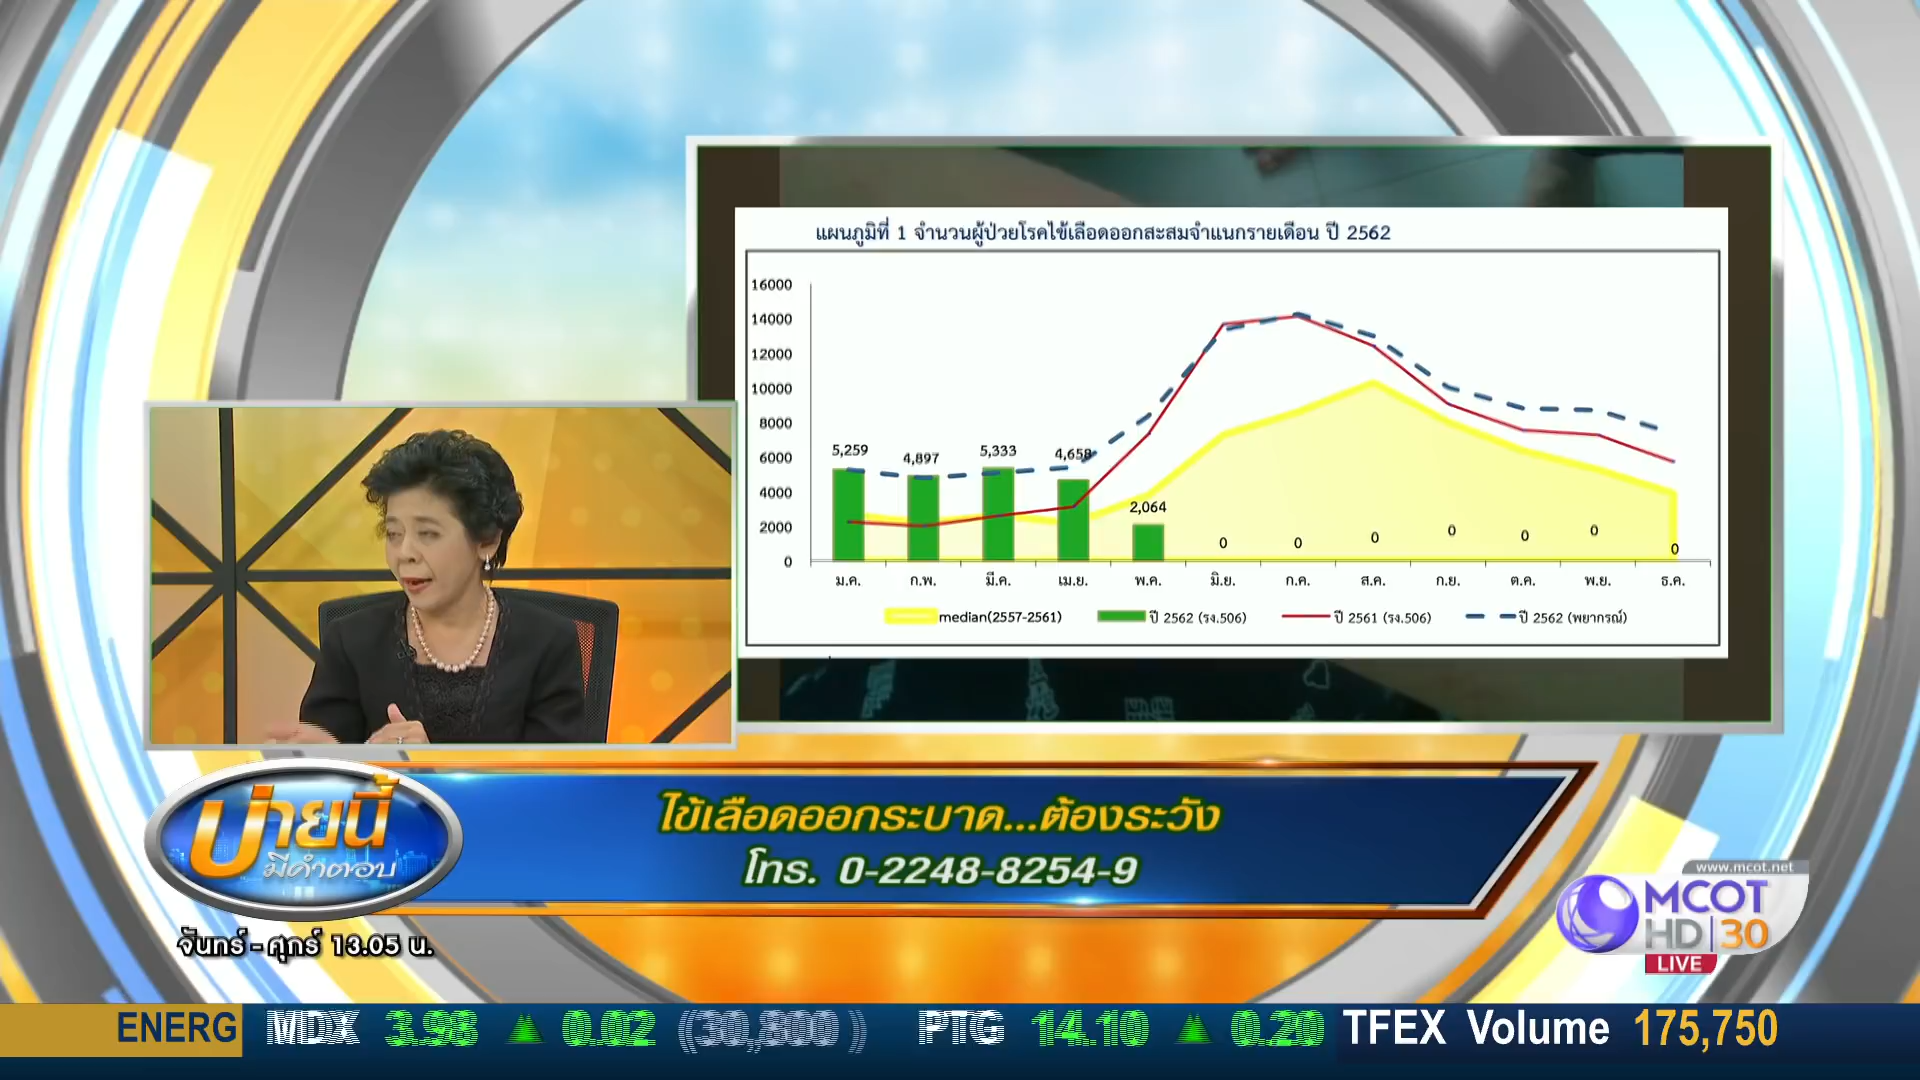 แผนภูมิที่ 1 จำนวนผู้ป่วยโรคไข้เลือดออกสะสมจำแนกรายเดือน ปี 2562
16000
14000
12000
10000
8000
6000
4000
2000
0
5,259
4,897
5,333
4,658
2,064
0
0
0
0
0
0
0
ม.ค.
ก.พ.
มี.ค.
เม.ย.
พ.ค.
มิ.ย.
ก.ค.
ส.ค.
ก.ย.
ต.ค.
พ.ย.
ธ.ค.
median(2557-2561)
ปี 2562 (รง.506)
ปี 2561 (รง.506)
ปี 2562 (พยากรณ์)
บ่ายนี้
มีคำตอบ
จันทร์ - ศุกร์ 13.05 น.
ไข้เลือดออกระบาด...ต้องระวัง
โทร. 0-2248-8254-9
www.mcot.net
MCOT
HD 30
LIVE
ENERG MDX 3.98 ▲ 0.02 (30,800) PTG 14.10 ▲ 0.20 TFEX Volume 175,750